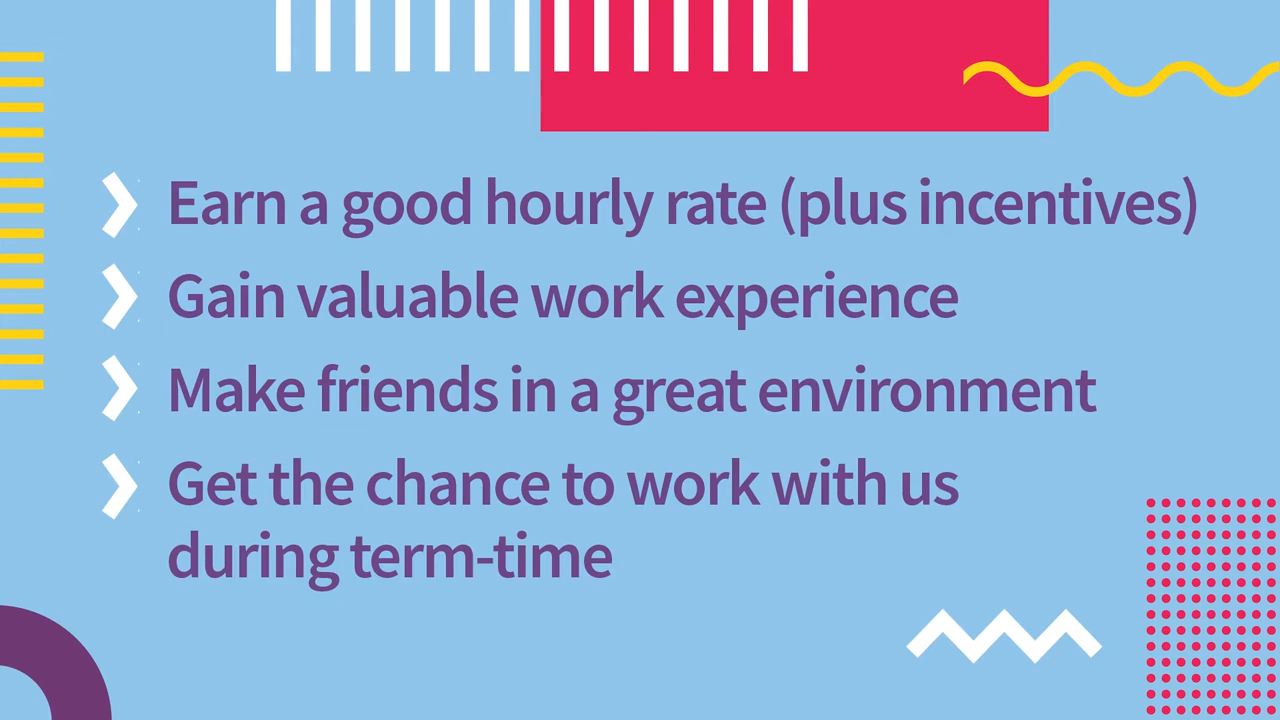 Earn a good hourly rate (plus incentives)
Gain valuable work experience
Make friends in a great environment
Get the chance to work with us
during term-time